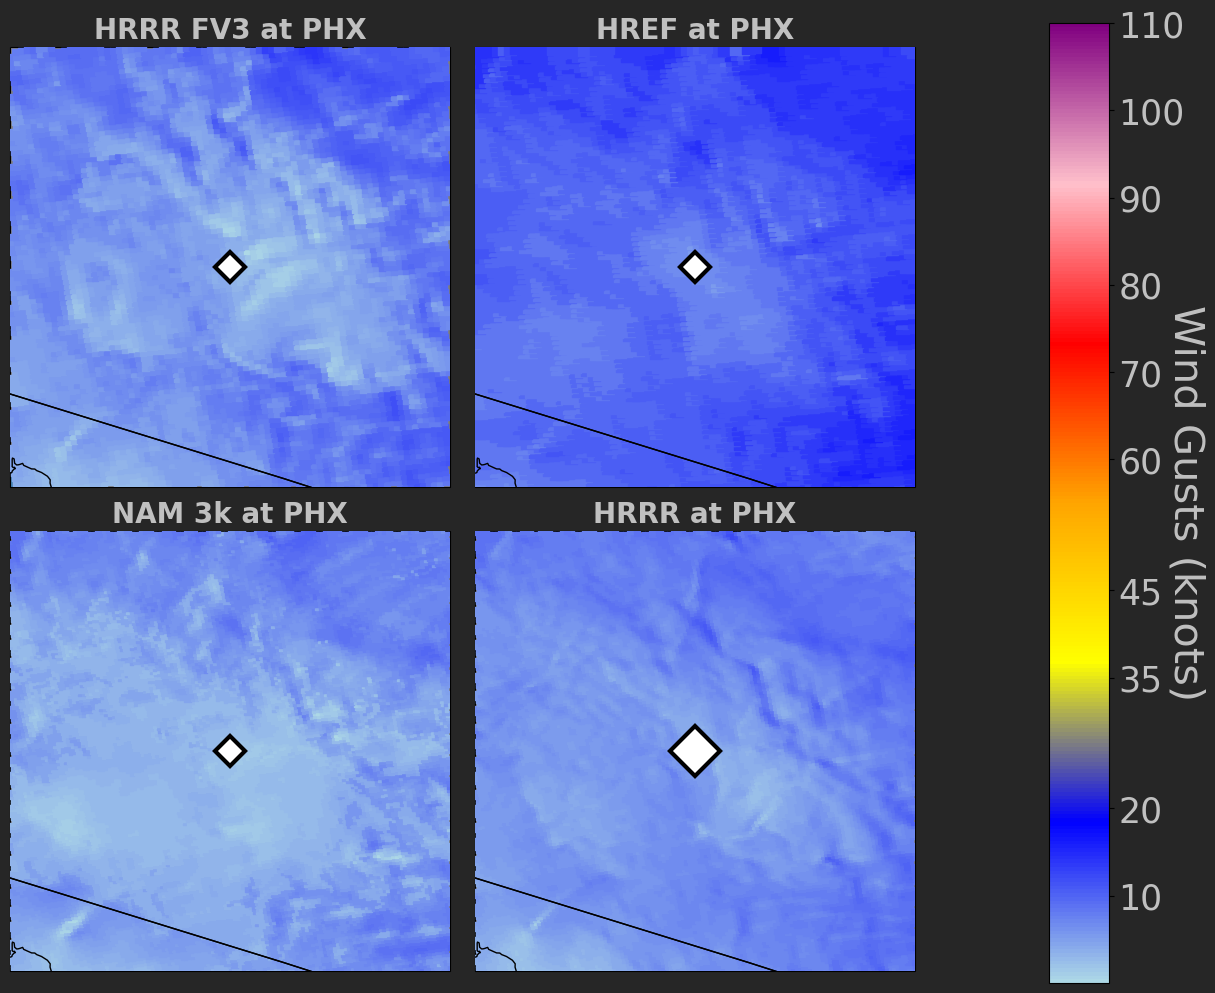 HRRR FV3 at PHX
HREF at PHX
NAM 3k at PHX
HRRR at PHX
110
100
90
80
70
60
45
35
20
10
Wind Gusts (knots)